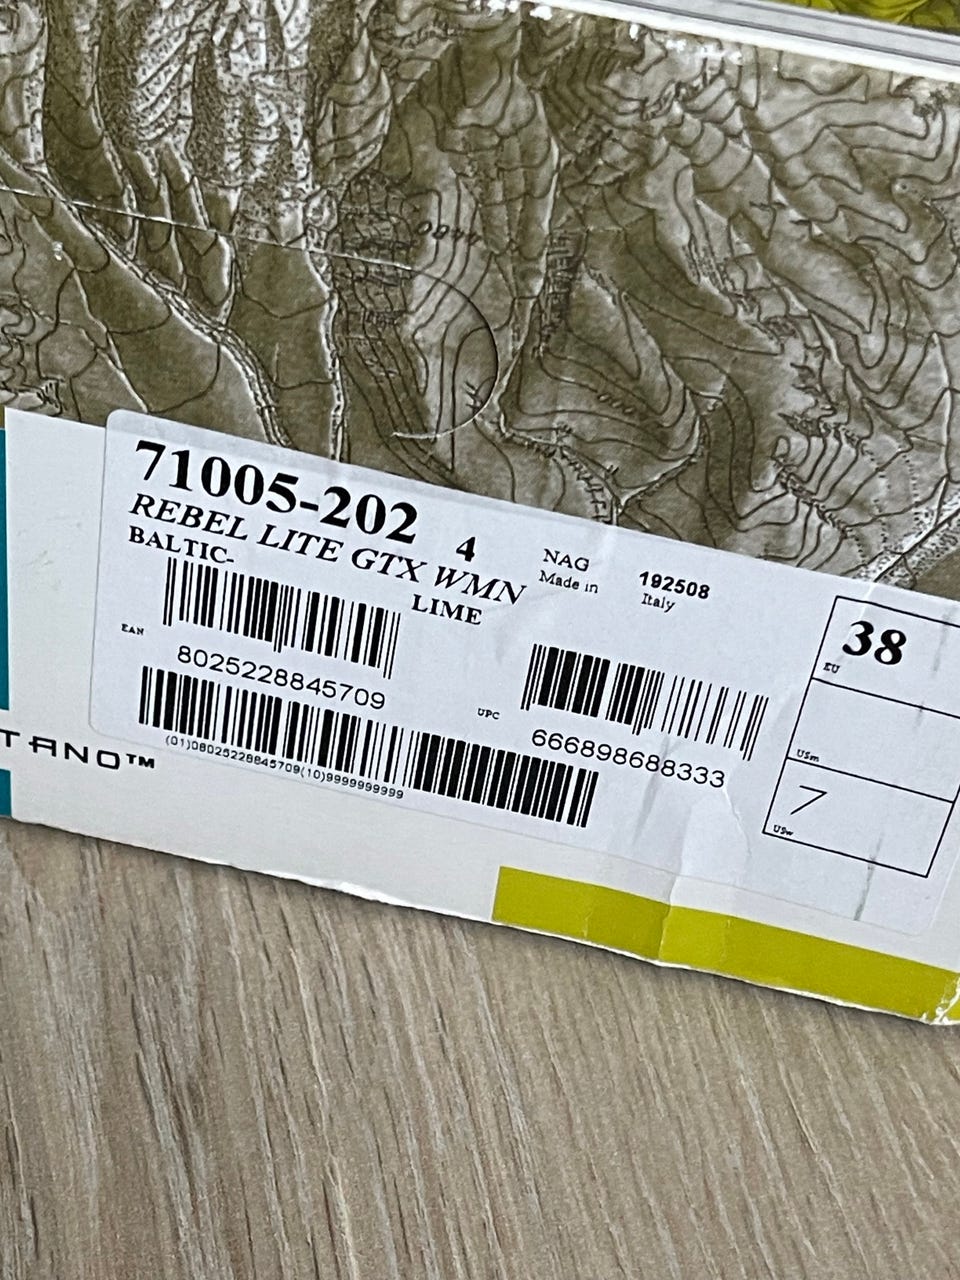 71005-202 4
REBEL LITE GTX WMN
BALTIC-
LIME
NAG 192508
Made in Italy
EAN
8025228845709
UPC
666898688333
(01)08025228845709(10)9999999999
38
EU
USm
7
USw
TANO™